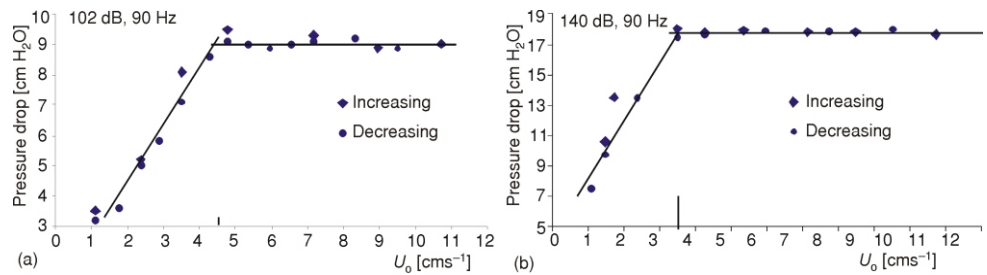 102 dB, 90 Hz
Pressure drop [cm H₂O]
10
9
8
7
6
5
4
3
Increasing
Decreasing
0 1 2 3 4 5 6 7 8 9 10 11 12
(a)
Uₒ [cms⁻¹]
140 dB, 90 Hz
Pressure drop [cm H₂O]
19
17
15
13
11
9
7
5
Increasing
Decreasing
0 1 2 3 4 5 6 7 8 9 10 11 12
(b)
Uₒ [cms⁻¹]